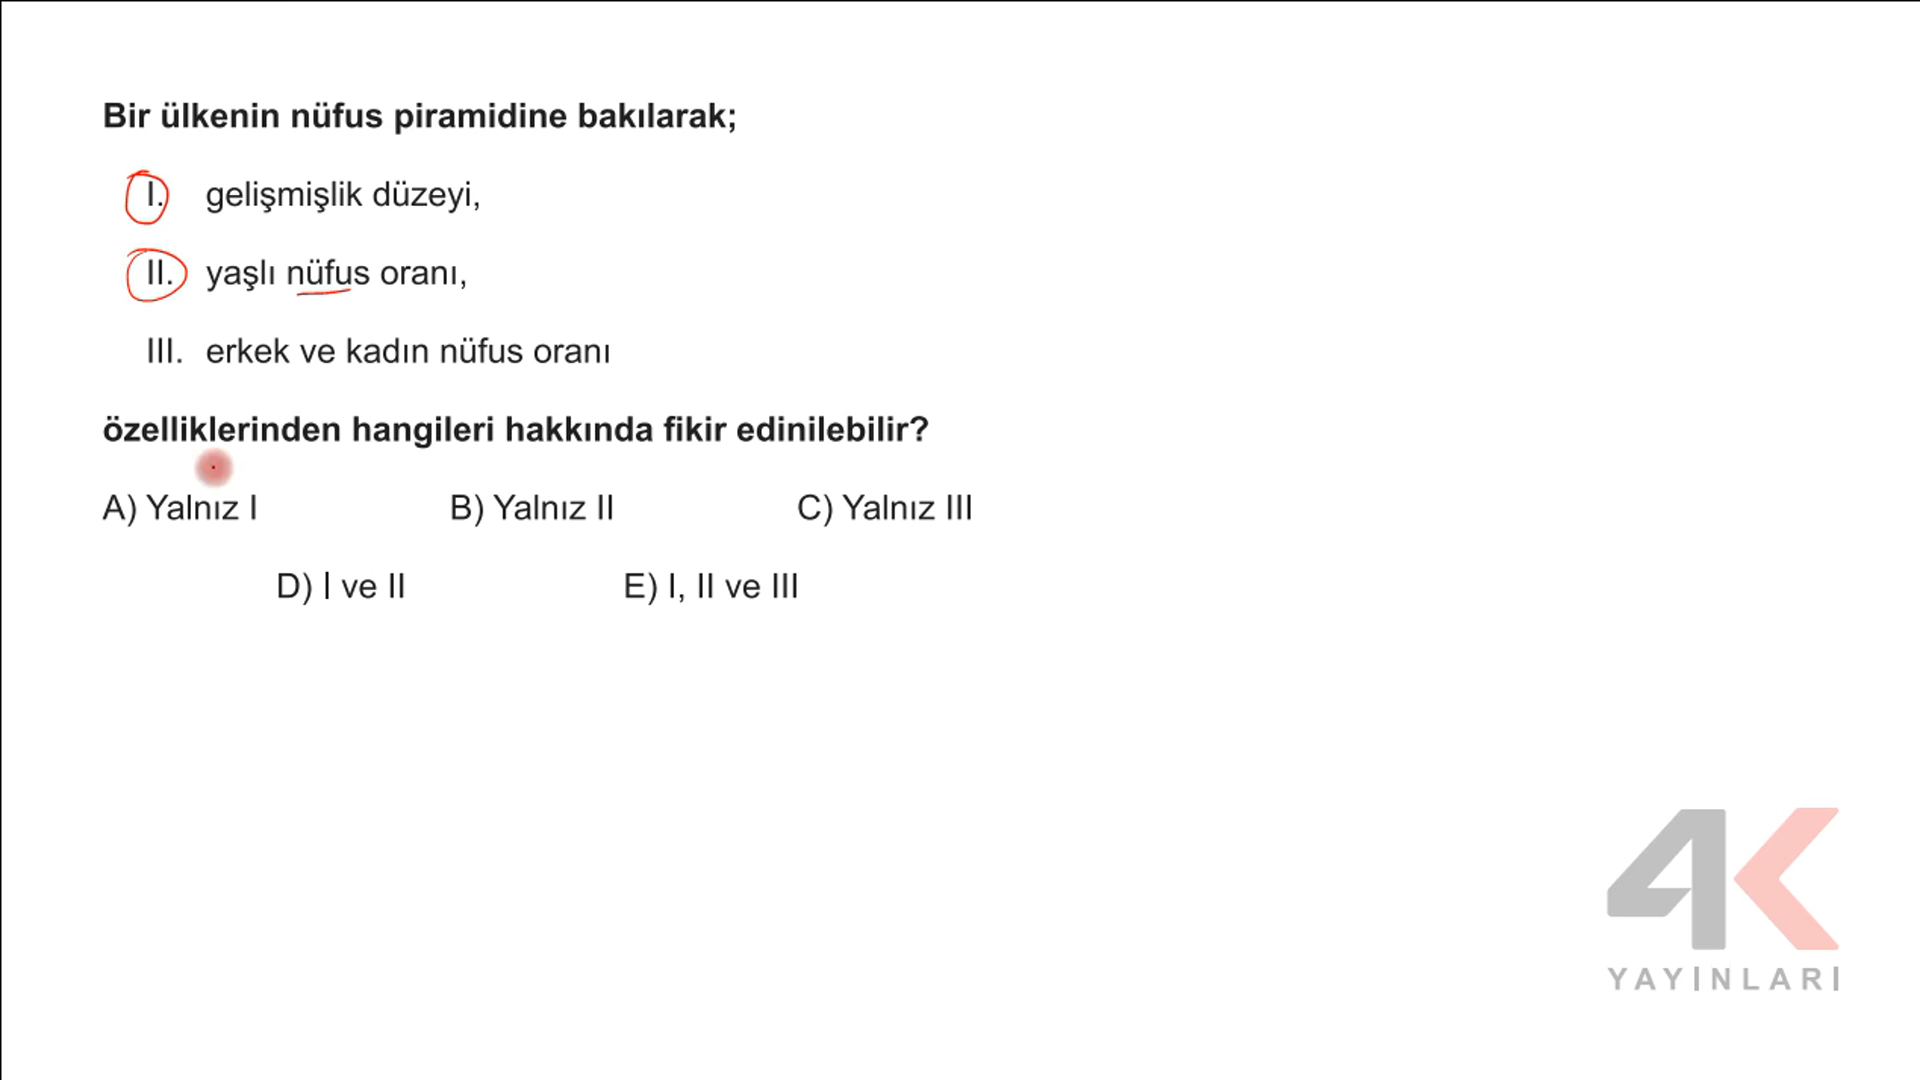 Bir ülkenin nüfus piramidine bakılarak;
I. gelişmişlik düzeyi,
II. yaşlı nüfus oranı,
III. erkek ve kadın nüfus oranı
özelliklerinden hangileri hakkında fikir edinilebilir?
A) Yalnız I B) Yalnız II C) Yalnız III
D) I ve II E) I, II ve III
4K
YAYINLARI